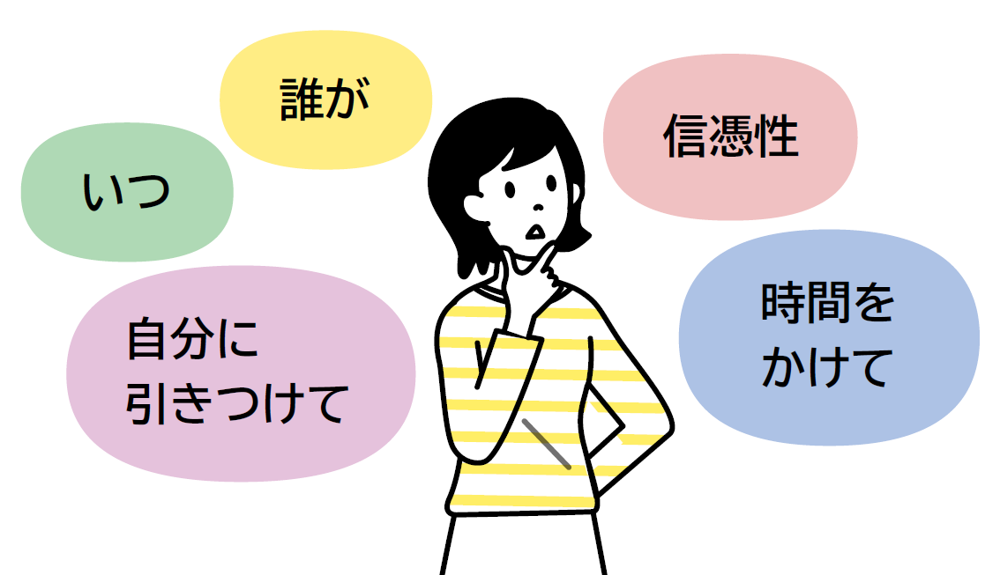 いつ
誰が
信憑性
自分に
引きつけて
時間を
かけて